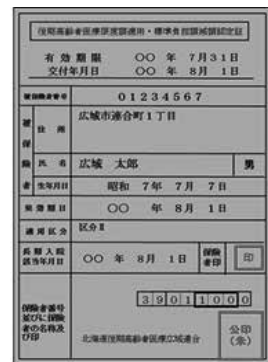 後期高齢者医療限度額適用・標準負担額減額認定証
有効期限 〇〇 年 7月31日
交付年月日 〇〇 年 8月 1日
被保険者番号 01234567
被保険者
住所 広域市連合町1丁目
氏名 広域 太郎 男
生年月日 昭和 7年 7月 7日
発効期日 〇〇 年 8月 1日
適用区分 区分Ⅱ
長期入院該当年月日 〇〇 年 8月 1日 保険者印 印
保険者番号並びに保険者の名称及び印
39011000
北海道後期高齢者医療広域連合
公印(朱)